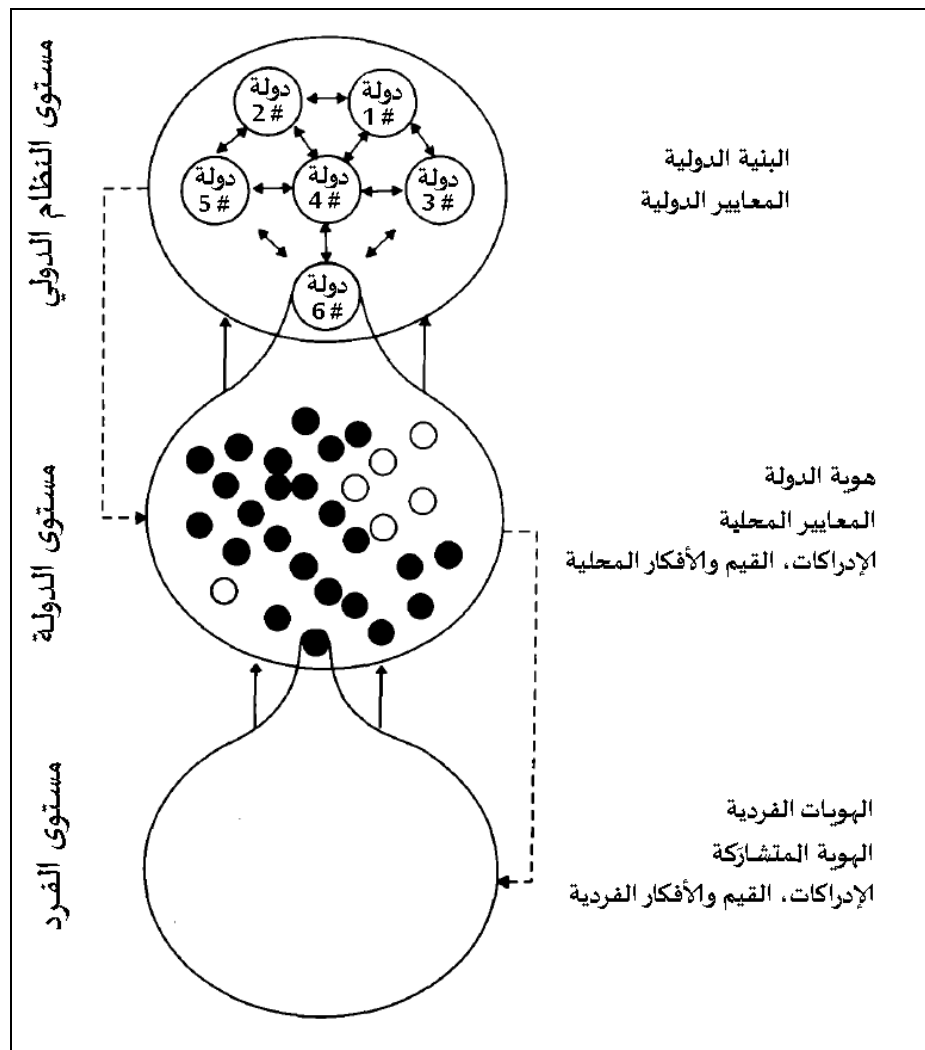 مستوى النظام الدولي
دولة
# 1
دولة
# 2
دولة
# 3
دولة
# 4
دولة
# 5
دولة
# 6
البنية الدولية
المعايير الدولية
مستوى الدولة
هوية الدولة
المعايير المحلية
الإدراكات، القيم والأفكار المحلية
مستوى الفرد
الهويات الفردية
الهوية المتشارَكة
الإدراكات، القيم والأفكار الفردية